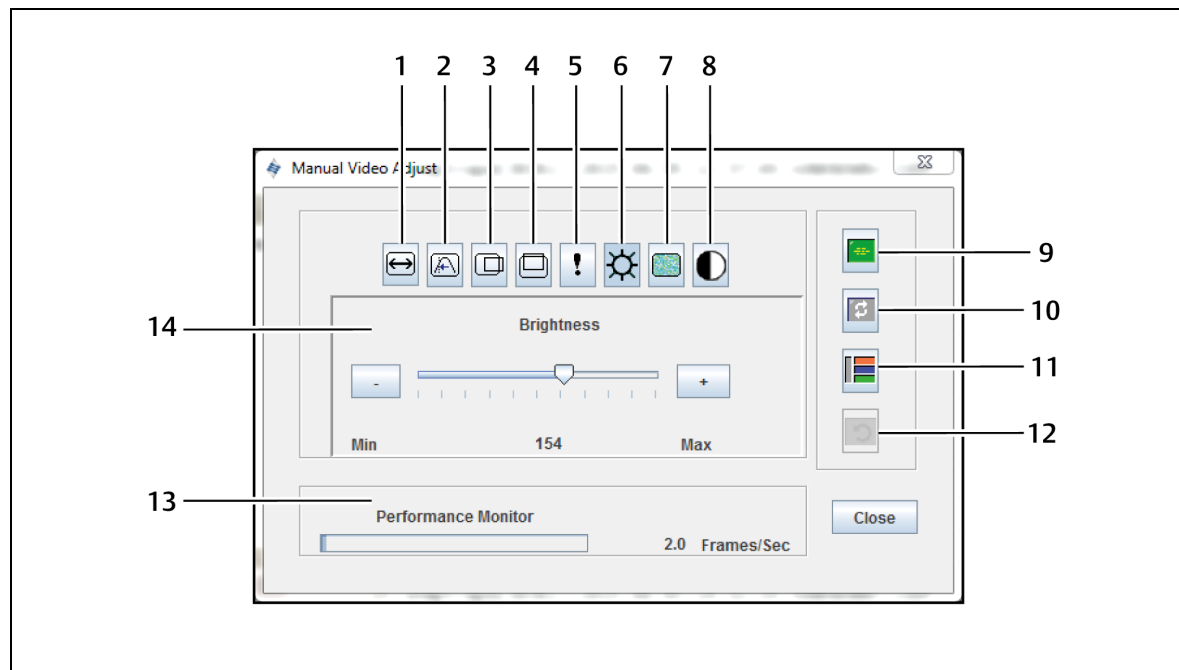 1 2 3 4 5 6 7 8
Manual Video Adjust
9
10
14
Brightness
11
-
+
Min 154 Max
12
13
Performance Monitor
Close
2.0 Frames/Sec